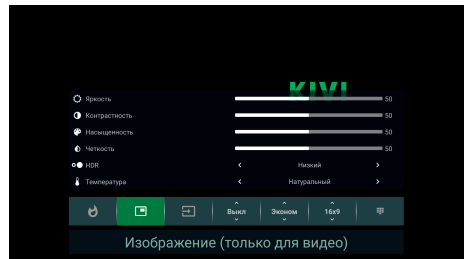 KIVI
Яркость 50
Контрастность 50
Насыщенность 50
Четкость 50
HDR Низкий
Температура Натуральный
Выкл Эконом 16x9
Изображение (только для видео)